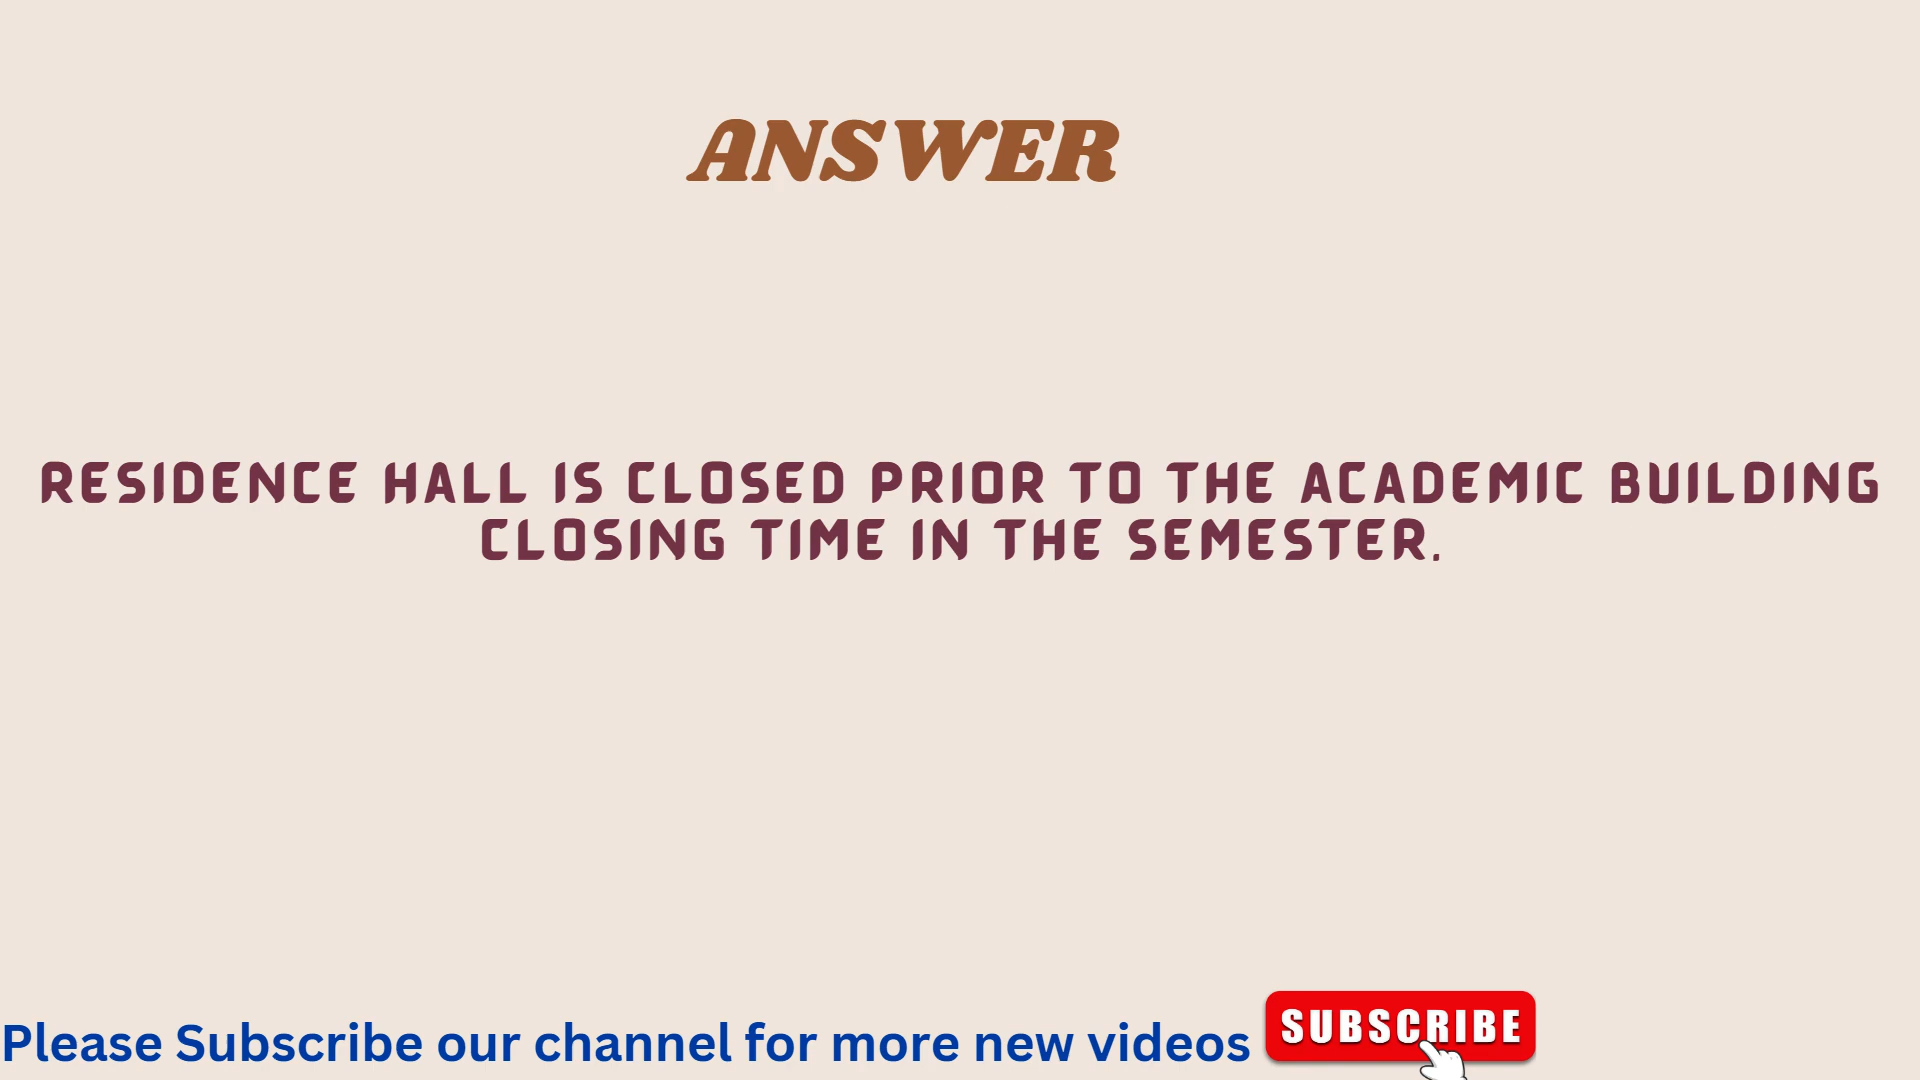 ANSWER
RESIDENCE HALL IS CLOSED PRIOR TO THE ACADEMIC BUILDING
CLOSING TIME IN THE SEMESTER.
Please Subscribe our channel for more new videos
SUBSCRIBE